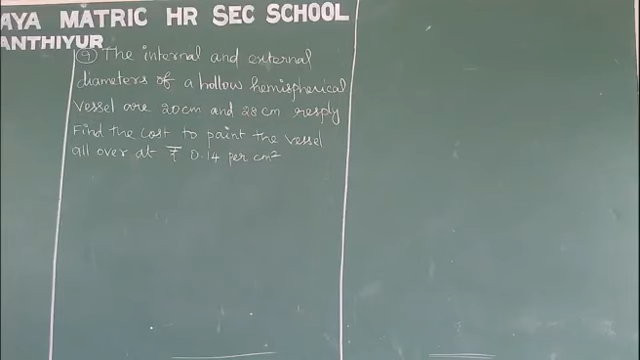 AYA MATRIC HR SEC SCHOOL
ANTHIYUR
9) The internal and external
diameters of a hollow hemispherical
vessel are 20cm and 28cm resply
Find the cost to paint the vessel
all over at ₹ 0.14 per cm²